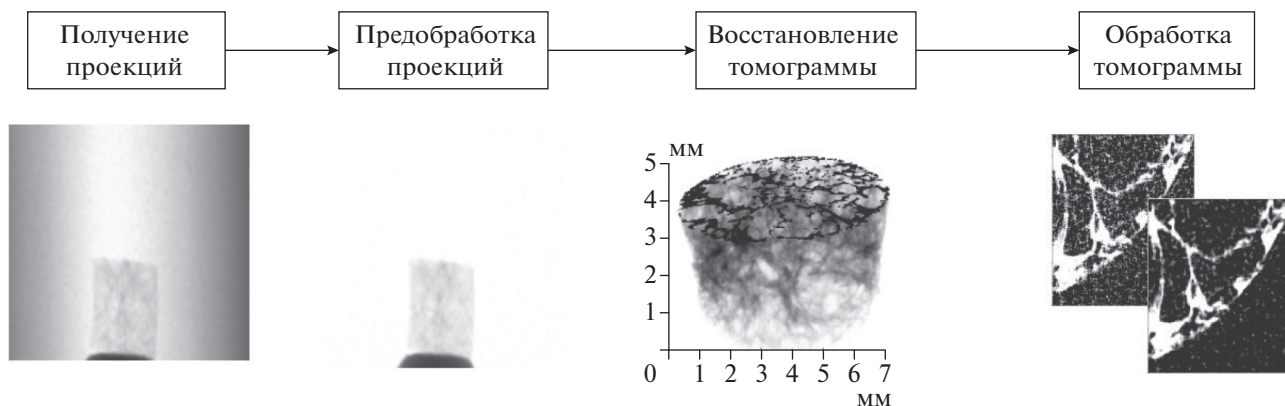 Получение
проекций
Предобработка
проекций
Восстановление
томограммы
Обработка
томограммы
5 мм
4
3
2
1
0 1 2 3 4 5 6 7
мм